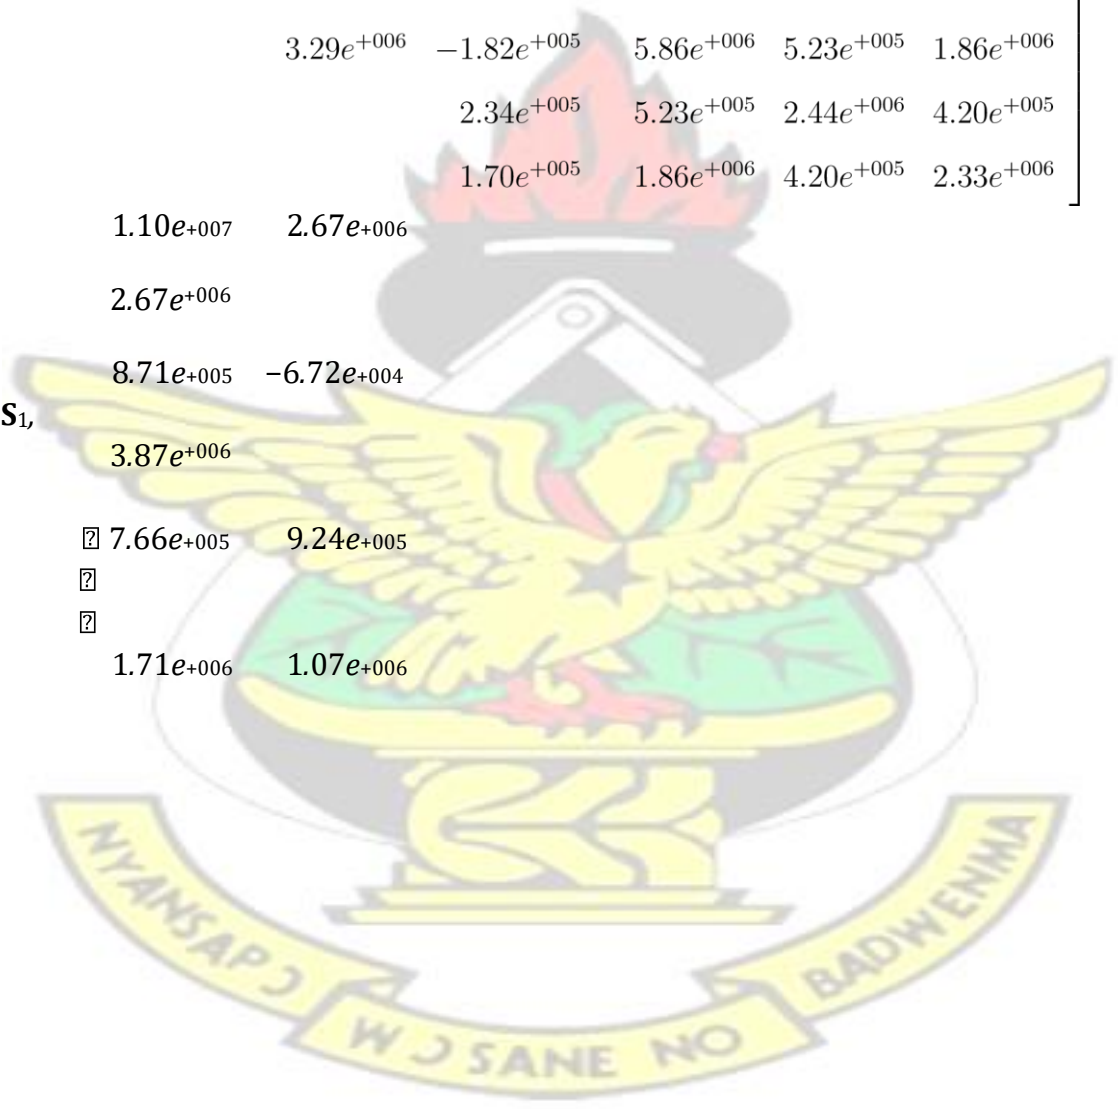 3.29e+006 −1.82e+005 5.86e+006 5.23e+005 1.86e+006
2.34e+005 5.23e+005 2.44e+006 4.20e+005
1.70e+005 1.86e+006 4.20e+005 2.33e+006
1.10e+007 2.67e+006
2.67e+006
8.71e+005 −6.72e+004
S1,
3.87e+006
7.66e+005 9.24e+005
1.71e+006 1.07e+006
NYANSAPƆ
WƆSANE NO
BADWENMA